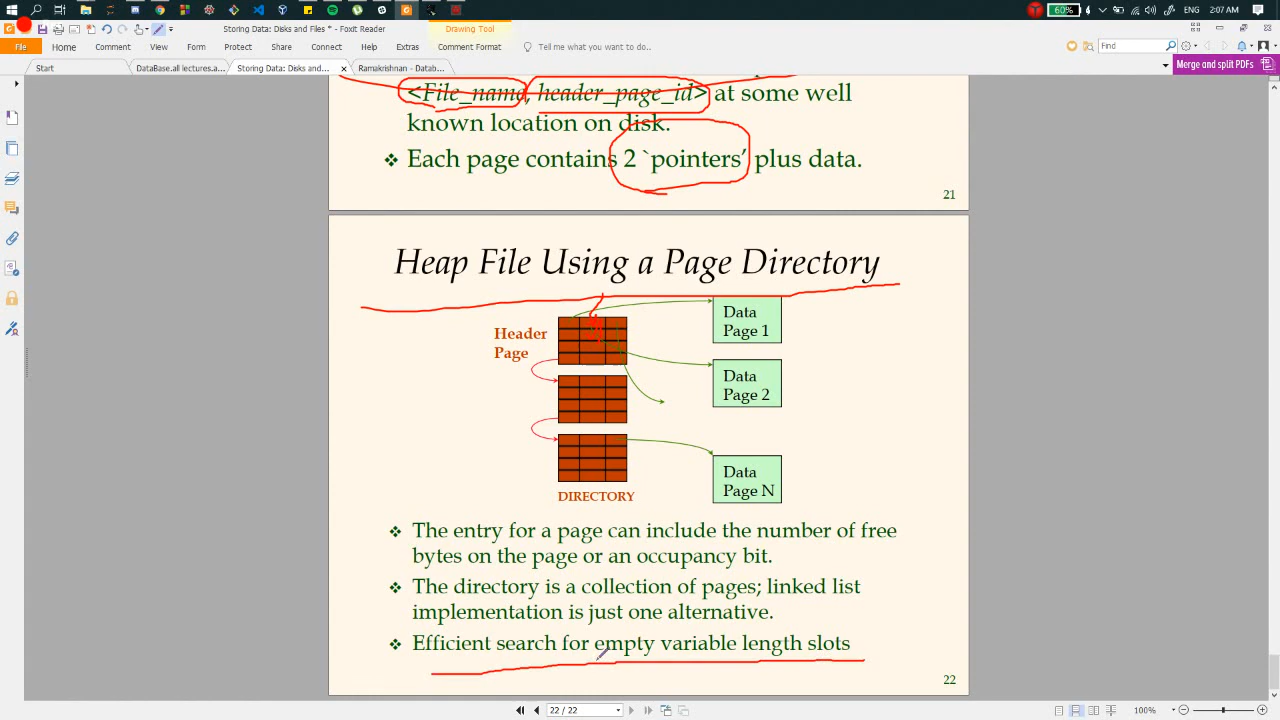 60%
ENG
2:07 AM
Storing Data: Disks and Files * - Foxit Reader
Drawing Tool
File
Home
Comment
View
Form
Protect
Share
Connect
Help
Extras
Comment Format
Tell me what you want to do..
Find
Start
DataBase.all lectures.a...
Storing Data: Disks and...
Ramakrishnan - Datab...
Merge and split PDFs
<File_name, header_page_id> at some well
known location on disk.
❖ Each page contains 2 `pointers' plus data.
21
Heap File Using a Page Directory
Header
Page
Data
Page 1
Data
Page 2
Data
Page N
DIRECTORY
❖ The entry for a page can include the number of free
bytes on the page or an occupancy bit.
❖ The directory is a collection of pages; linked list
implementation is just one alternative.
❖ Efficient search for empty variable length slots
22
22 / 22
100%